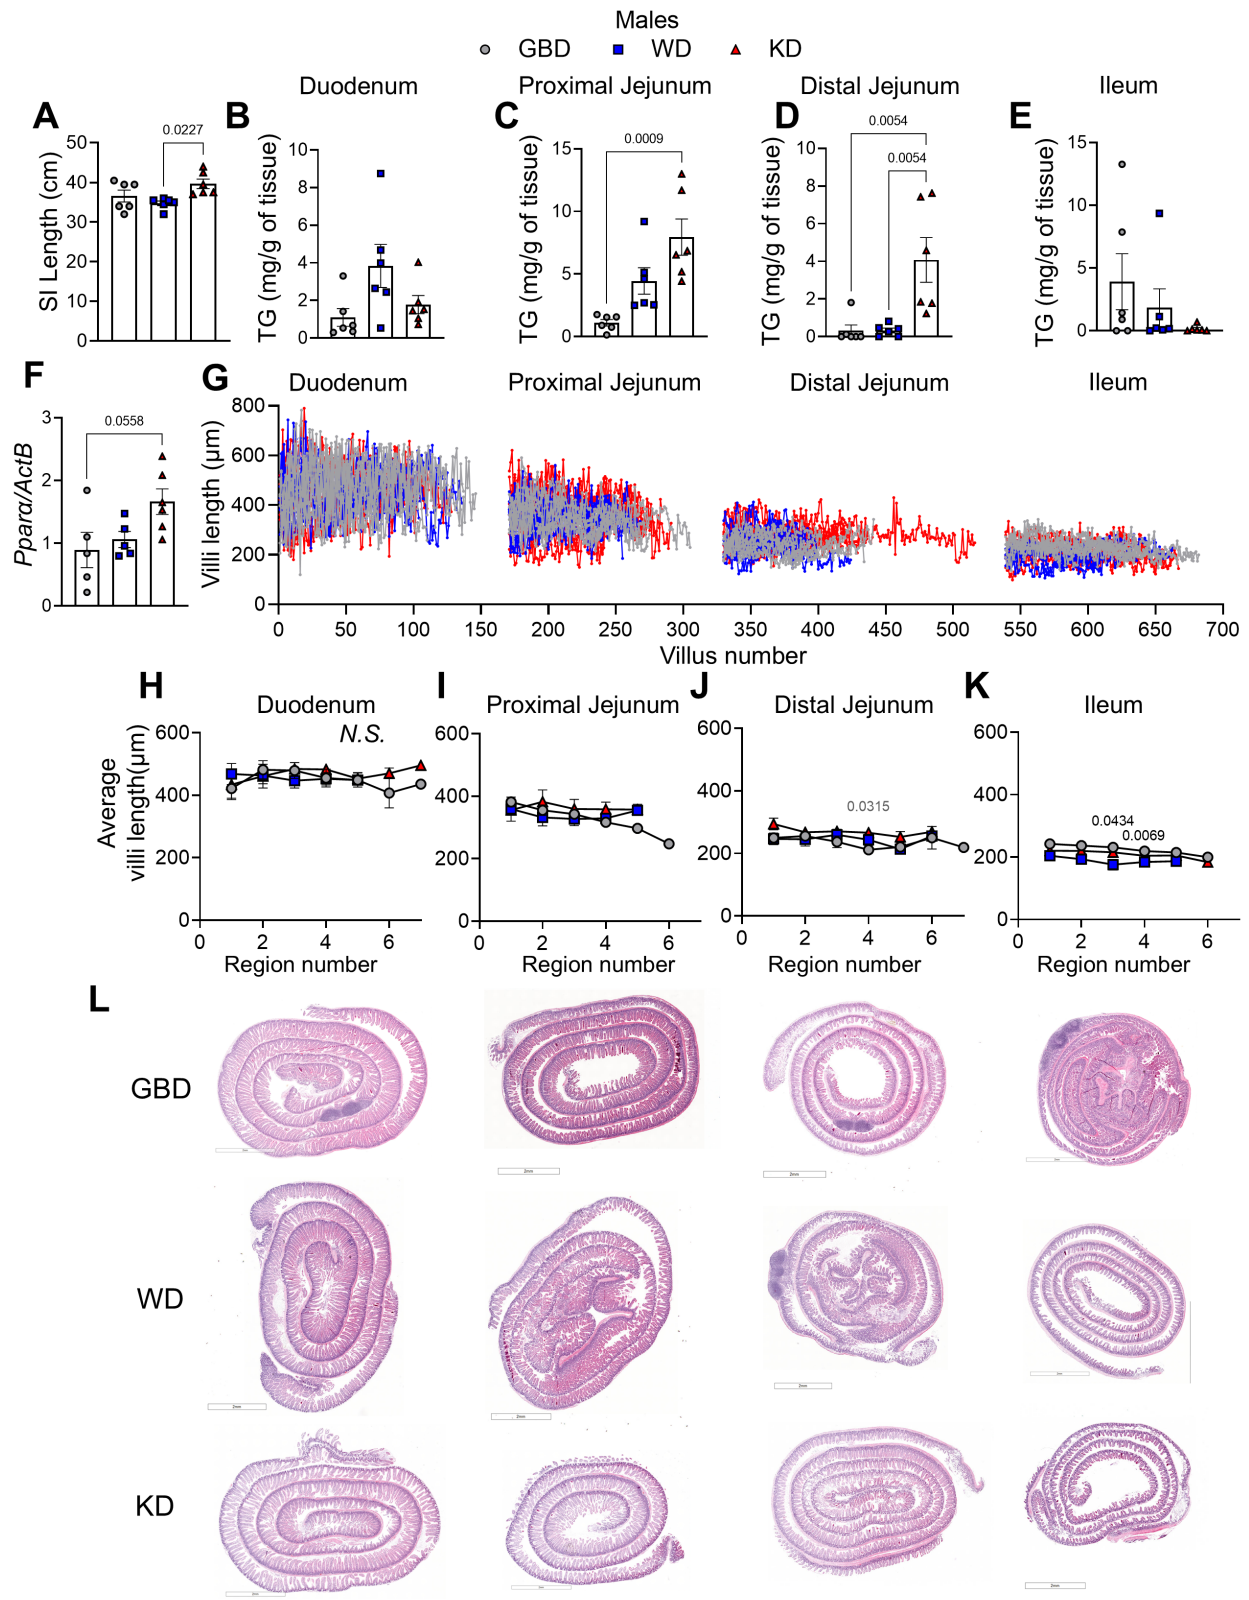 Males
GBD WD KD
Duodenum Proximal Jejunum Distal Jejunum Ileum
A B C D E
0.0227
SI Length (cm)
50
40
30
20
10
0
TG (mg/g of tissue)
10
8
6
4
2
0
0.0009
TG (mg/g of tissue)
15
10
5
0
0.0054
0.0054
TG (mg/g of tissue)
10
8
6
4
2
0
TG (mg/g of tissue)
15
10
5
0
F G
Duodenum Proximal Jejunum Distal Jejunum Ileum
0.0558
Ppara/ActB
3
2
1
0
Villi length (µm)
800
600
400
200
0
0 50 100 150 200 250 300 350 400 450 500 550 600 650 700
Villus number
H I J K
Duodenum Proximal Jejunum Distal Jejunum Ileum
N.S.
Average
villi length(µm)
600
400
200
0
0 2 4 6
Region number
600
400
200
0
0 2 4 6
Region number
0.0315
600
400
200
0
0 2 4 6
Region number
0.0434
0.0069
600
400
200
0
0 2 4 6
Region number
L
GBD
2mm
2mm
WD
2mm
2mm
2mm
KD
2mm